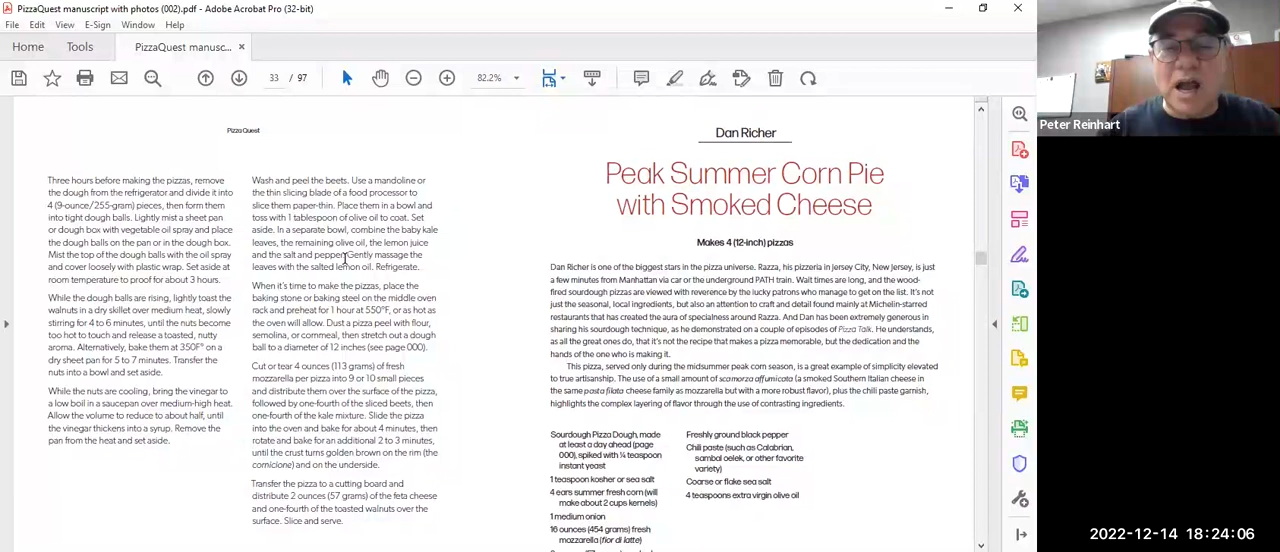 PizzaQuest manuscript with photos (002).pdf - Adobe Acrobat Pro (32-bit)
File Edit View E-Sign Window Help
Home Tools PizzaQuest manusc...
33 / 97
82.2%
Peter Reinhart
Pizza Quest
Three hours before making the pizzas, remove
the dough from the refrigerator and divide it into
4 (9-ounce/255-gram) pieces, then form them
into tight dough balls. Lightly mist a sheet pan
or dough box with vegetable oil spray and place
the dough balls on the pan or in the dough box.
Mist the top of the dough balls with the oil spray
and cover loosely with plastic wrap. Set aside at
room temperature to proof for about 3 hours.
While the dough balls are rising, lightly toast the
walnuts in a dry skillet over medium heat, slowly
stirring for 4 to 6 minutes, until the nuts become
too hot to touch and release a toasted, nutty
aroma. Alternatively, bake them at 350F° on a
dry sheet pan for 5 to 7 minutes. Transfer the
nuts into a bowl and set aside.
While the nuts are cooling, bring the vinegar to
a low boil in a saucepan over medium-high heat.
Allow the volume to reduce to about half, until
the vinegar thickens into a syrup. Remove the
pan from the heat and set aside.
Wash and peel the beets. Use a mandoline or
the thin slicing blade of a food processor to
slice them paper-thin. Place them in a bowl and
toss with 1 tablespoon of olive oil to coat. Set
aside. In a separate bowl, combine the baby kale
leaves, the remaining olive oil, the lemon juice
and the salt and pepper. Gently massage the
leaves with the salted lemon oil. Refrigerate.
When it's time to make the pizzas, place the
baking stone or baking steel on the middle oven
rack and preheat for 1 hour at 550°F, or as hot as
the oven will allow. Dust a pizza peel with flour,
semolina, or cornmeal, then stretch out a dough
ball to a diameter of 12 inches (see page 000).
Cut or tear 4 ounces (113 grams) of fresh
mozzarella per pizza into 9 or 10 small pieces
and distribute them over the surface of the pizza,
followed by one-fourth of the sliced beets, then
one-fourth of the kale mixture. Slide the pizza
into the oven and bake for about 4 minutes, then
rotate and bake for an additional 2 to 3 minutes,
until the crust turns golden brown on the rim (the
cornicione) and on the underside.
Transfer the pizza to a cutting board and
distribute 2 ounces (57 grams) of the feta cheese
and one-fourth of the toasted walnuts over the
surface. Slice and serve.
Dan Richer
Peak Summer Corn Pie
with Smoked Cheese
Makes 4 (12-inch) pizzas
Dan Richer is one of the biggest stars in the pizza universe. Razza, his pizzeria in Jersey City, New Jersey, is just
a few minutes from Manhattan via car or the underground PATH train. Wait times are long, and the wood-
fired sourdough pizzas are viewed with reverence by the lucky patrons who manage to get on the list. It's not
just the seasonal, local ingredients, but also an attention to craft and detail found mainly at Michelin-starred
restaurants that has created the aura of specialness around Razza. And Dan has been extremely generous in
sharing his sourdough technique, as he demonstrated on a couple of episodes of Pizza Talk. He understands,
as all the great ones do, that it's not the recipe that makes a pizza memorable, but the dedication and the
hands of the one who is making it.
This pizza, served only during the midsummer peak corn season, is a great example of simplicity elevated
to true artisanship. The use of a small amount of scamorza affumicata (a smoked Southern Italian cheese in
the same pasta filata cheese family as mozzarella but with a more robust flavor), plus the chili paste garnish,
highlights the complex layering of flavor through the use of contrasting ingredients.
Sourdough Pizza Dough, made
at least a day ahead (page
000), spiked with ¼ teaspoon
instant yeast
1 teaspoon kosher or sea salt
4 ears summer fresh corn (will
make about 2 cups kernels)
1 medium onion
16 ounces (454 grams) fresh
mozzarella (fior di latte)
Freshly ground black pepper
Chili paste (such as Calabrian,
sambal oelek, or other favorite
variety)
Coarse or flake sea salt
4 teaspoons extra virgin olive oil
2022-12-14 18:24:06